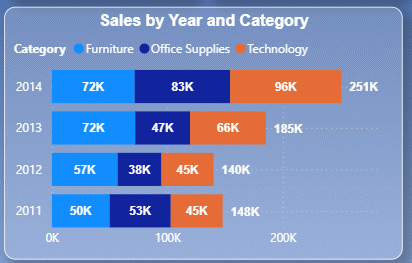 Sales by Year and Category
Category Furniture Office Supplies Technology
2014 72K 83K 96K 251K
2013 72K 47K 66K 185K
2012 57K 38K 45K 140K
2011 50K 53K 45K 148K
0K 100K 200K